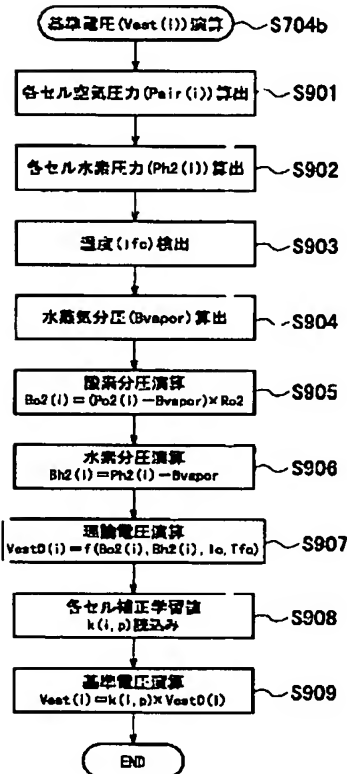 基準電圧(Vest(i))演算
S704b
各セル空気圧力(Pair(i))算出
S901
各セル水素圧力(Ph2(i))算出
S902
温度(Tfc)検出
S903
水蒸気分圧(Bvapor)算出
S904
酸素分圧演算
Bo2(i)=(Po2(i)-Bvapor)×Ro2
S905
水素分圧演算
Bh2(i)=Ph2(i)-Bvapor
S906
理論電圧演算
Vest0(i)=f(Bo2(i),Bh2(i),Ic,Tfc)
S907
各セル補正学習値
k(i,p)読込み
S908
基準電圧演算
Vest(i)=k(i,p)×Vest0(i)
S909
END